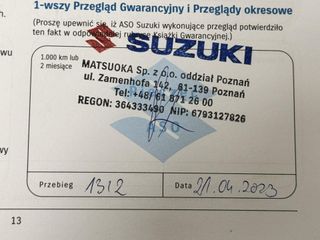 1-wszy Przegląd Gwarancyjny i Przeglądy okresowe
(Proszę upewnić się, iż ASO Suzuki wykonujące przegląd potwierdziło
ten fakt w odpowiedniej rubryce Książki Gwarancyjnej.)
SUZUKI
1.000 km lub
2 miesiące
MATSUOKA Sp. z o.o. oddział Poznań
ul. Zamenhofa 142, 61-139 Poznań
Tel: +48/ 61 871 26 00
REGON: 364333490 NIP: 6793127826
ASO
Przebieg 1312
Data 21.04.2023
13